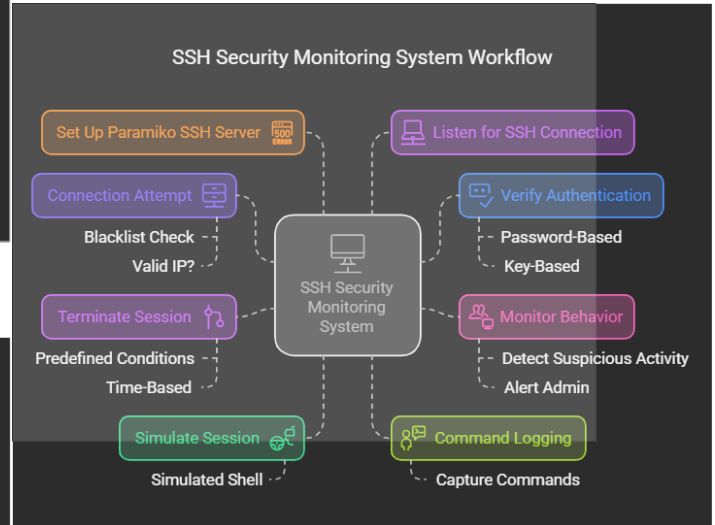 SSH Security Monitoring System Workflow
Set Up Paramiko SSH Server
500
ERROR
Listen for SSH Connection
Connection Attempt
Verify Authentication
Blacklist Check
Password-Based
Valid IP?
Key-Based
SSH Security
Monitoring
System
Terminate Session
Monitor Behavior
Predefined Conditions
Detect Suspicious Activity
Time-Based
Alert Admin
Simulate Session
Command Logging
Simulated Shell
Capture Commands